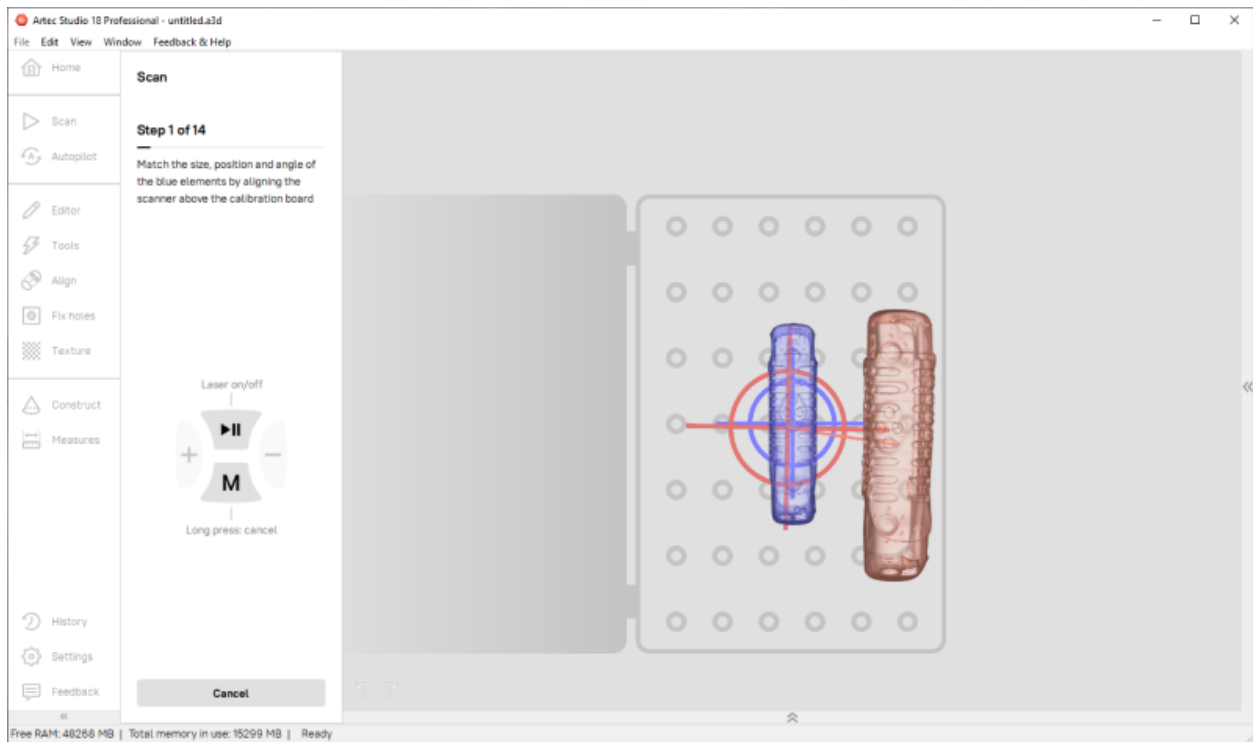 Artec Studio 18 Professional - untitled.a3d
File Edit View Window Feedback & Help
Home
Scan
Autopilot
Editor
Tools
Align
Fix holes
Texture
Construct
Measures
History
Settings
Feedback
Scan
Step 1 of 14
Match the size, position and angle of
the blue elements by aligning the
scanner above the calibration board
Laser on/off
+ −
M
Long press: cancel
Cancel
Free RAM: 48268 MB | Total memory in use: 15299 MB | Ready